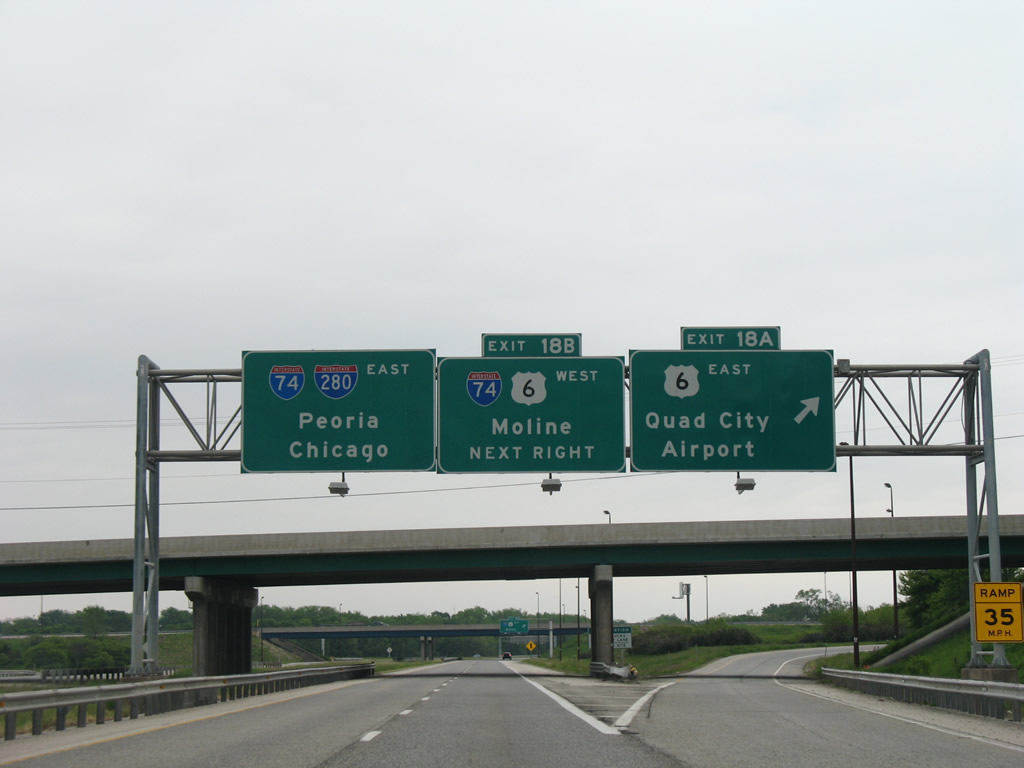 INTERSTATE 74 INTERSTATE 280 EAST
Peoria
Chicago
EXIT 18B
INTERSTATE 74 6 WEST
Moline
NEXT RIGHT
EXIT 18A
6 EAST
Quad City
Airport
RAMP
35
M.P.H.